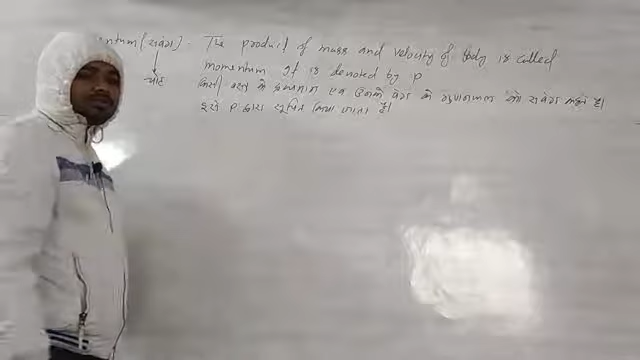 ntum (संवेग) - The product of mass and velocity of body is called
momentum It is denoted by p
चोट
किसी वस्तु के द्रव्यमान एवं उसके वेग के गुणनफल को संवेग कहते है।
इसे P द्वारा सूचित किया जाता है।